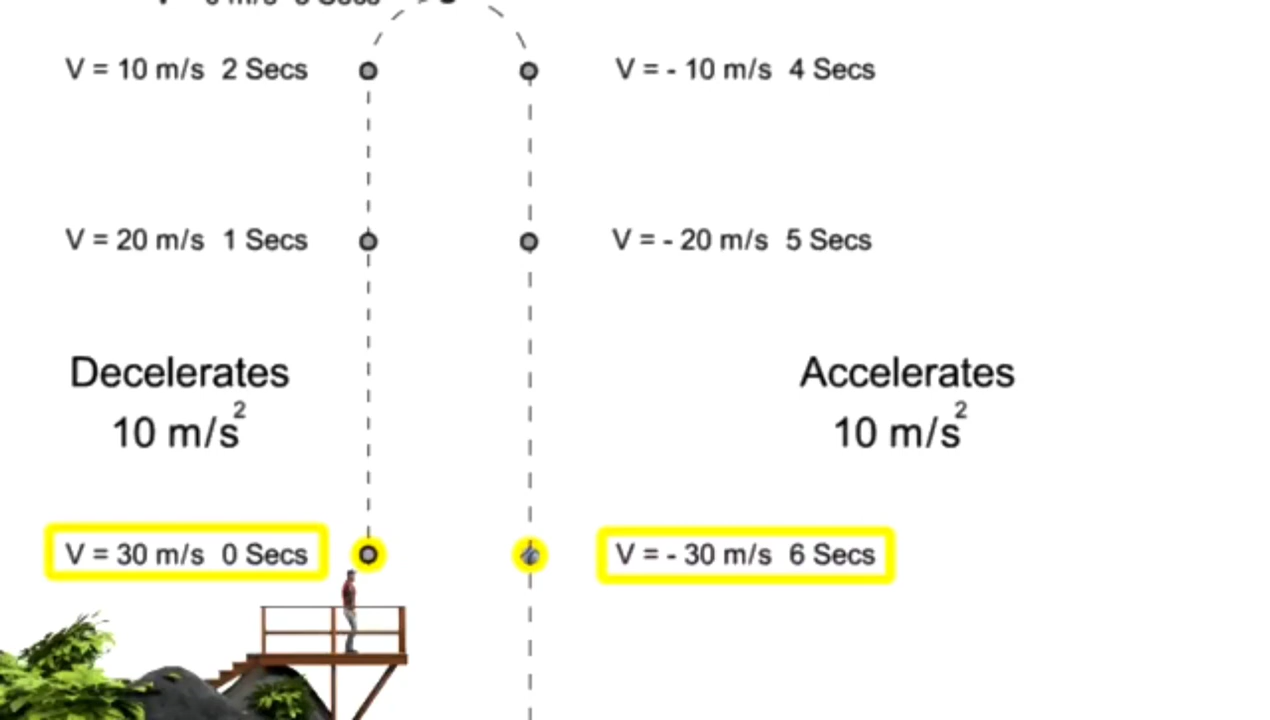 V = 10 m/s 2 Secs
V = - 10 m/s 4 Secs
V = 20 m/s 1 Secs
V = - 20 m/s 5 Secs
Decelerates
10 m/s²
Accelerates
10 m/s²
V = 30 m/s 0 Secs
V = - 30 m/s 6 Secs